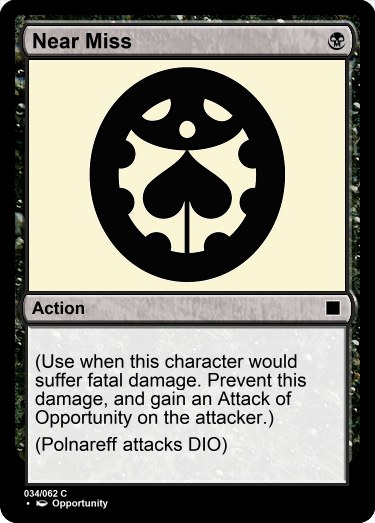 Near Miss
Action
(Use when this character would
suffer fatal damage. Prevent this
damage, and gain an Attack of
Opportunity on the attacker.)
(Polnareff attacks DIO)
034/062 C
• Opportunity